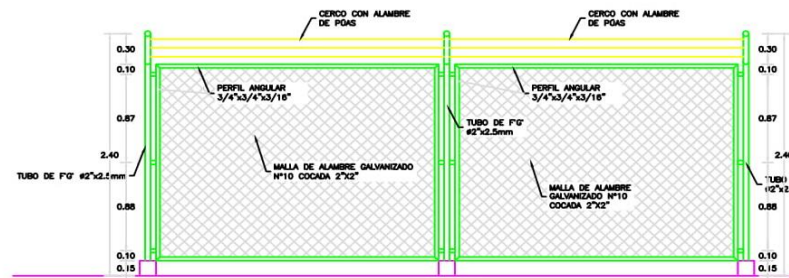 CERCO CON ALAMBRE
DE PÚAS
CERCO CON ALAMBRE
DE PÚAS
0.30
0.10
0.87
2.40
0.88
0.10
0.15
PERFIL ANGULAR
3/4"x3/4"x3/16"
PERFIL ANGULAR
3/4"x3/4"x3/16"
TUBO DE F°G°
Ø2"x2.5mm
TUBO DE F°G° Ø2"x2.5mm
MALLA DE ALAMBRE GALVANIZADO
N°10 COCADA 2"X2"
MALLA DE ALAMBRE
GALVANIZADO N°10
COCADA 2"X2"
TUBO
0.30
0.10
0.87
2.40
0.88
0.10
0.15